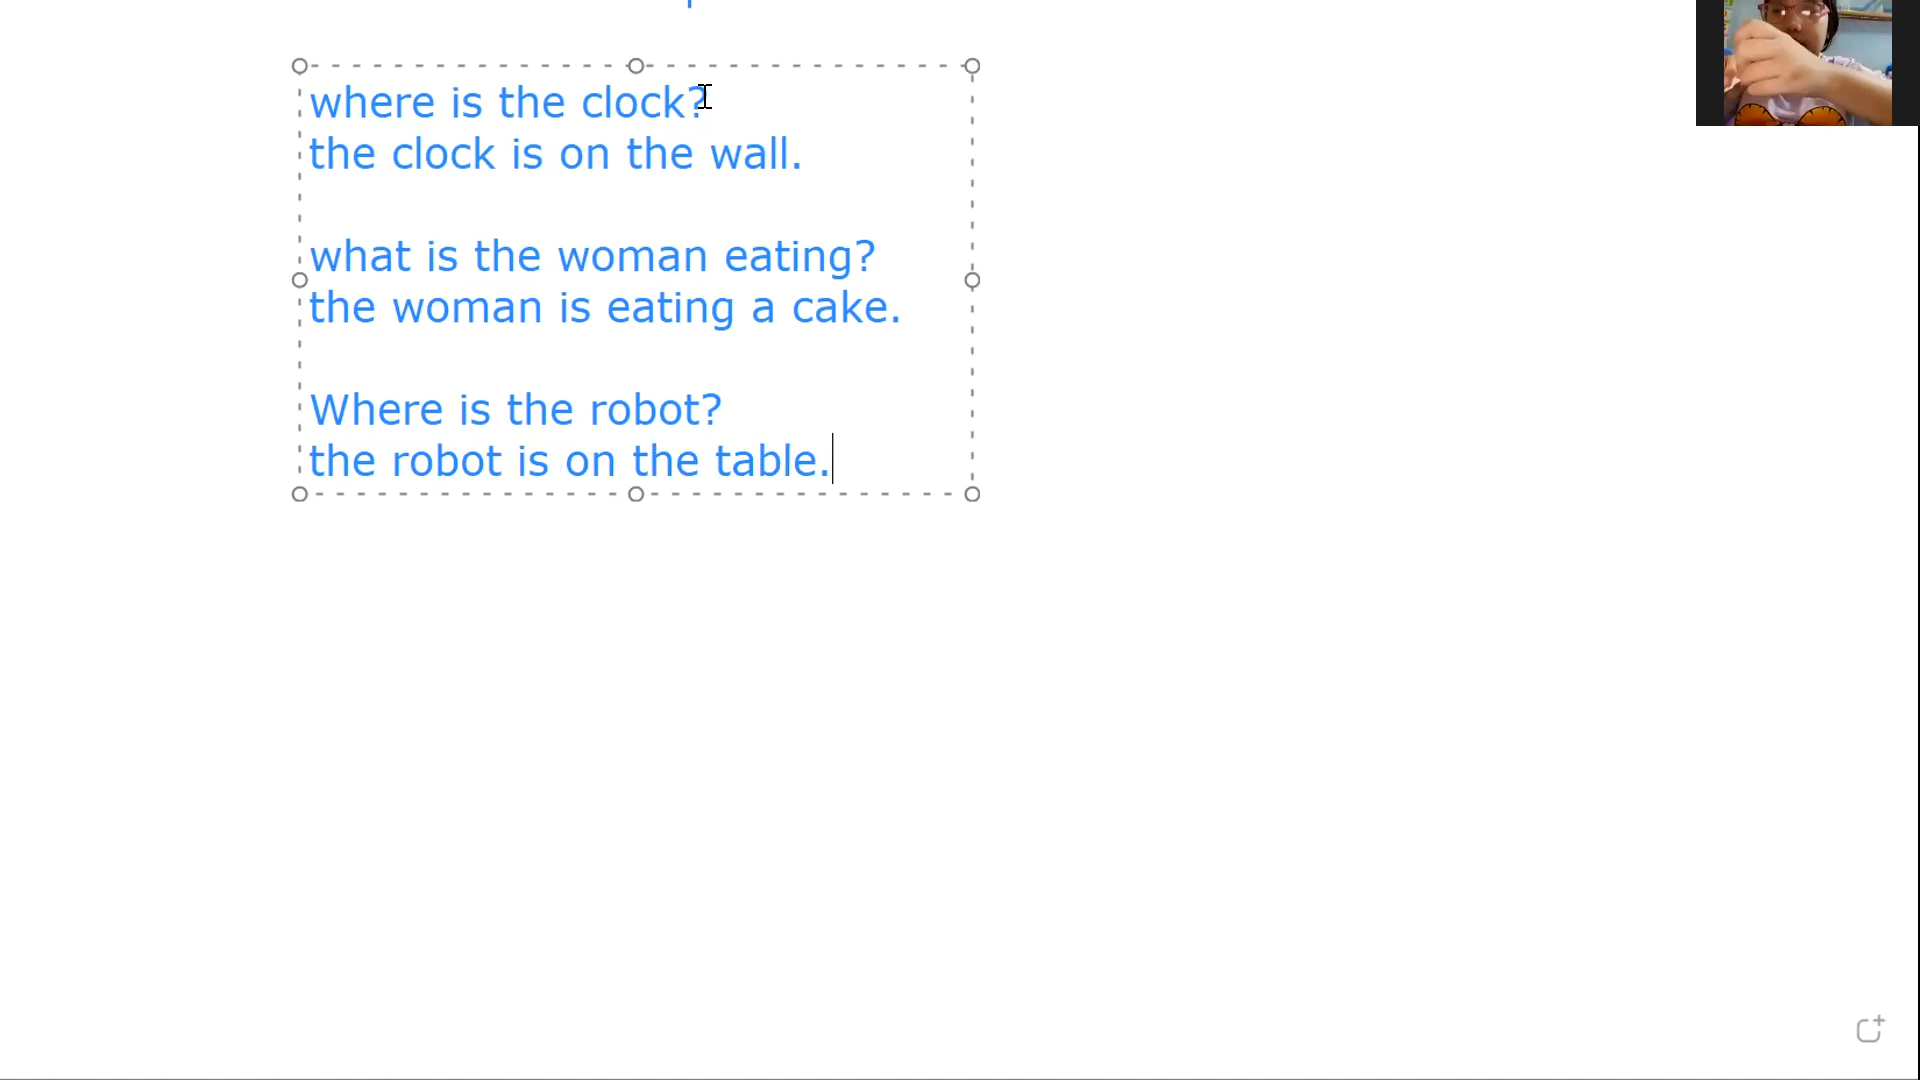 where is the clock?
the clock is on the wall.
what is the woman eating?
the woman is eating a cake.
Where is the robot?
the robot is on the table.